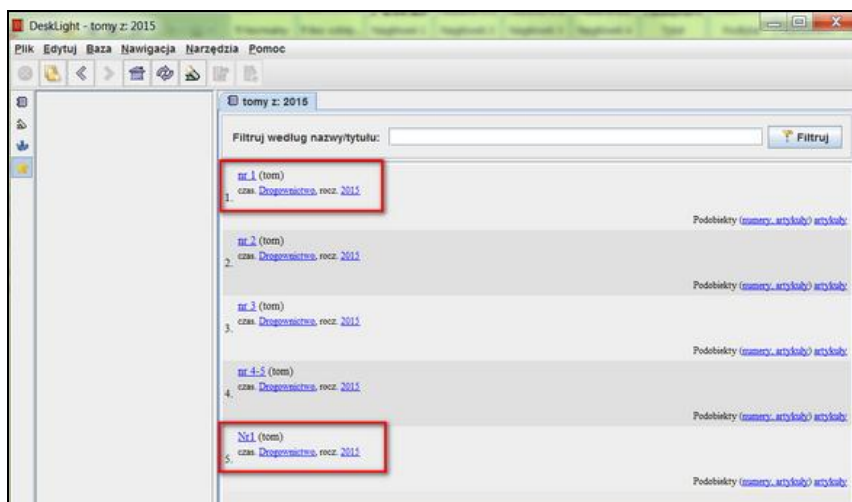 DeskLight - tomy z: 2015
Plik Edytuj Baza Nawigacja Narzędzia Pomoc
tomy z: 2015
Filtruj według nazwy/tytułu: Filtruj
nr 1 (tom)
1. czas. Drogownictwo, rocz. 2015
Podobiekty (numery, artykuły) artykuły
nr 2 (tom)
2. czas. Drogownictwo, rocz. 2015
Podobiekty (numery, artykuły) artykuły
nr 3 (tom)
3. czas. Drogownictwo, rocz. 2015
Podobiekty (numery, artykuły) artykuły
nr 4-5 (tom)
4. czas. Drogownictwo, rocz. 2015
Podobiekty (numery, artykuły) artykuły
Nr1 (tom)
5. czas. Drogownictwo, rocz. 2015
Podobiekty (numery, artykuły) artykuły